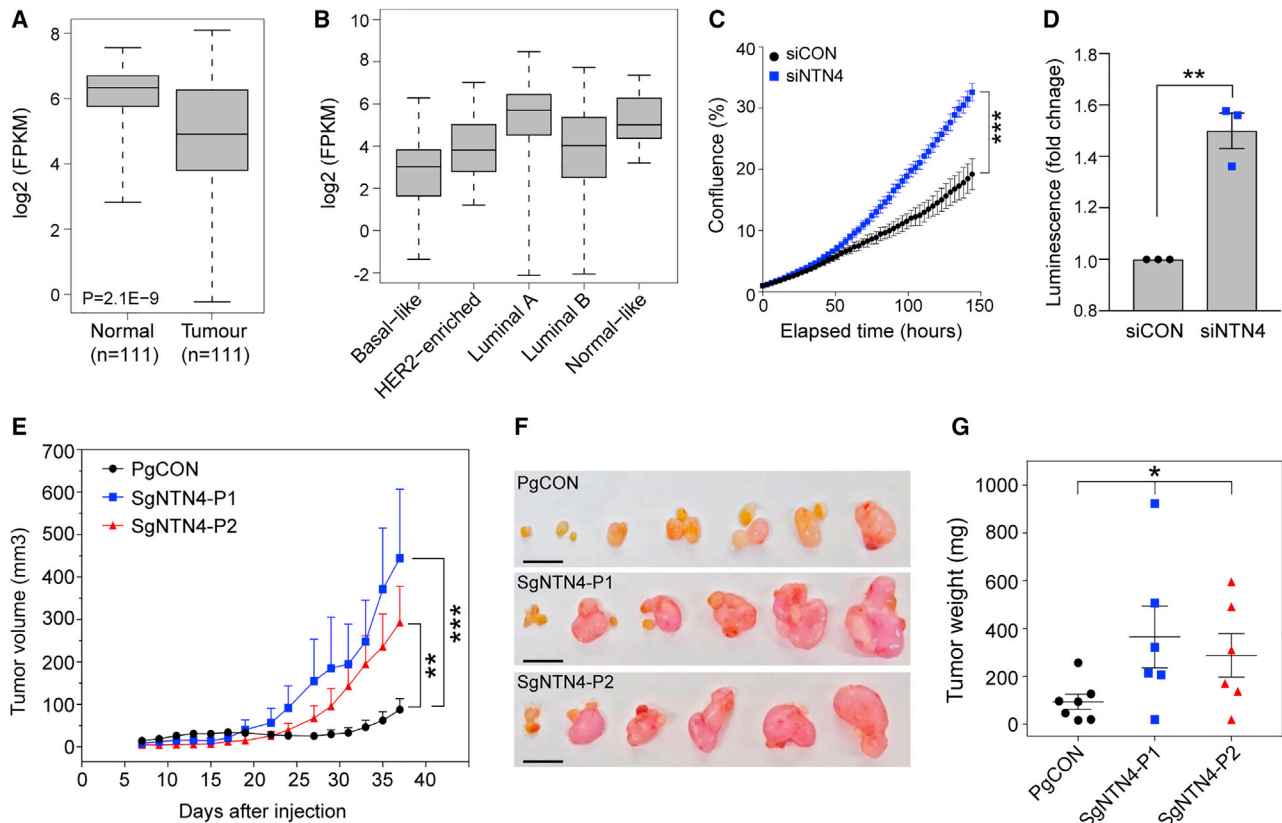 A
log2 (FPKM)
8
6
4
2
0
P=2.1E−9
Normal
(n=111)
Tumour
(n=111)
B
log2 (FPKM)
10
8
6
4
2
0
-2
Basal−like
HER2−enriched
Luminal A
Luminal B
Normal−like
C
siCON
siNTN4
Confluence (%)
40
30
20
10
0
***
0
50
100
150
Elapsed time (hours)
D
Luminescence (fold chnage)
1.8
1.6
1.4
1.2
1.0
0.8
**
siCON
siNTN4
E
PgCON
SgNTN4-P1
SgNTN4-P2
Tumor volume (mm3)
700
600
500
400
300
200
100
0
**
***
0
5
10
15
20
25
30
35
40
45
Days after injection
F
PgCON
SgNTN4-P1
SgNTN4-P2
G
Tumor weight (mg)
1000
800
600
400
200
0
*
PgCON
SgNTN4-P1
SgNTN4-P2